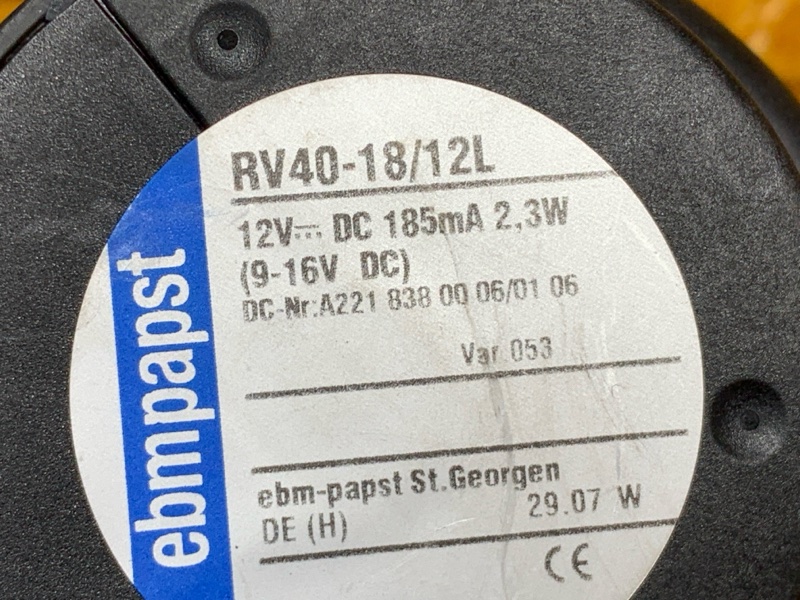 ebmpapst
RV40-18/12L
12V⎓ DC 185mA 2,3W
(9-16V DC)
DC-Nr:A221 838 00 06/01 06
Var.053
ebm-papst St.Georgen
DE (H) 29.07 W
CE